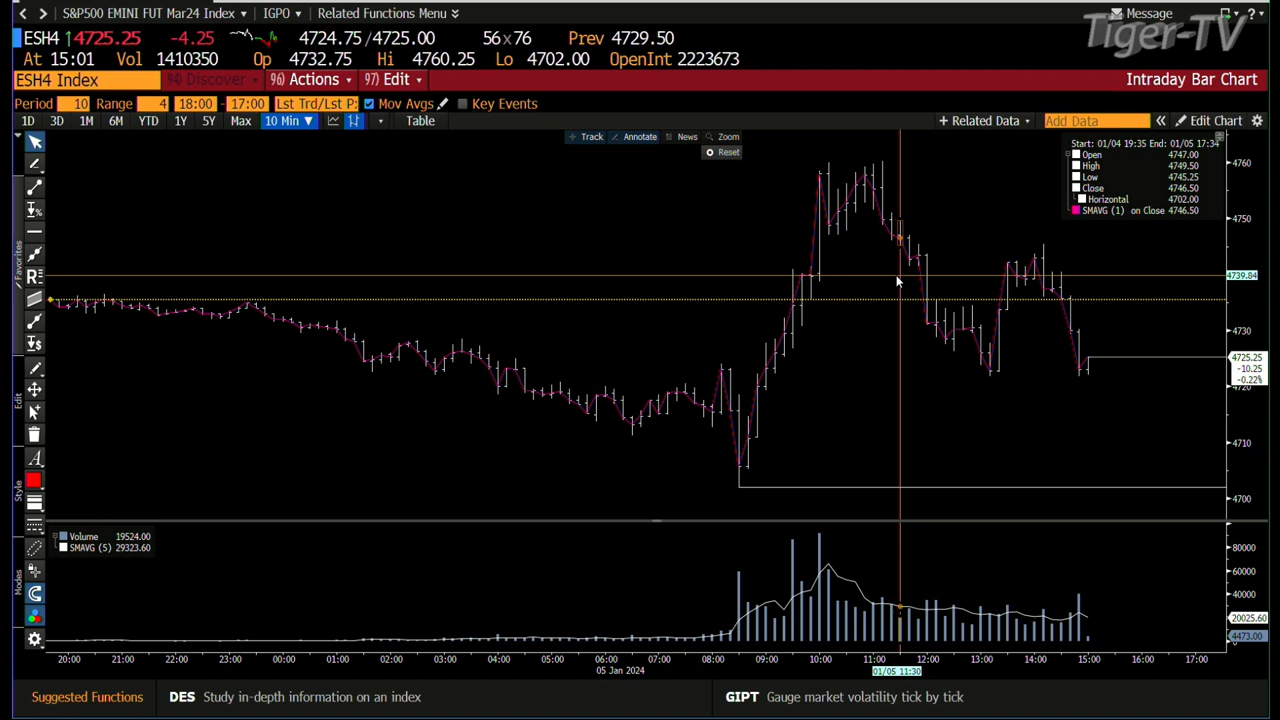 S&P500 EMINI FUT Mar24 Index ▾ IGPO ▾ Related Functions Menu Message ?
Tiger-TV
ESH4 ↑4725.25 -4.25 4724.75/4725.00 56x76 Prev 4729.50
At 15:01 Vol 1410350 Op 4732.75 Hi 4760.25 Lo 4702.00 OpenInt 2223673
ESH4 Index 94) Discover 96) Actions 97) Edit Intraday Bar Chart
Period 10 Range 4 18:00 - 17:00 Lst Trd/Lst P: Mov Avgs Key Events
1D 3D 1M 6M YTD 1Y 5Y Max 10 Min ▼ Table + Related Data Add Data « Edit Chart
+ Track Annotate News Zoom
Reset
Start: 01/04 19:35 End: 01/05 17:34
Open 4747.00
High 4749.50
Low 4745.25
Close 4746.50
Horizontal 4702.00
SMAVG (1) on Close 4746.50
Favorites
Edit
Style
Modes
4760
4750
4739.84
4730
4725.25
-10.25
-0.22%
4720
4710
4700
Volume 19524.00
SMAVG (5) 29323.60
80000
60000
40000
20025.60
4473.00
0
20:00 21:00 22:00 23:00 00:00 01:00 02:00 03:00 04:00 05:00 06:00 07:00 08:00 09:00 10:00 11:00 12:00 13:00 14:00 15:00 16:00 17:00
05 Jan 2024
01/05 11:30
Suggested Functions DES Study in-depth information on an index GIPT Gauge market volatility tick by tick